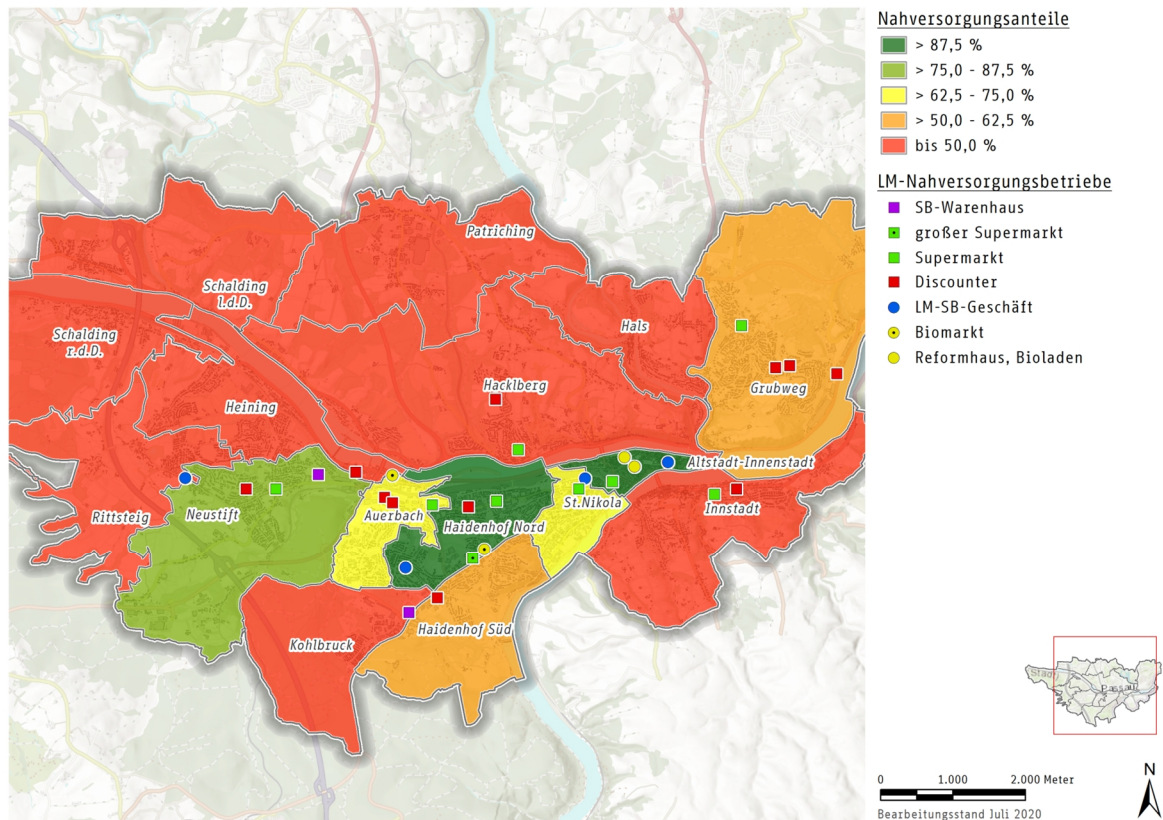 Nahversorgungsanteile
> 87,5 %
> 75,0 - 87,5 %
> 62,5 - 75,0 %
> 50,0 - 62,5 %
bis 50,0 %
LM-Nahversorgungsbetriebe
SB-Warenhaus
großer Supermarkt
Supermarkt
Discounter
LM-SB-Geschäft
Biomarkt
Reformhaus, Bioladen
Patriching
Schalding
l.d.D.
Schalding
r.d.D.
Hals
Hacklberg
Grubweg
Heining
Altstadt-Innenstadt
Rittsteig
Neustift
Auerbach
Haidenhof Nord
St.Nikola
Innstadt
Kohlbruck
Haidenhof Süd
Stadt
Passau
0 1.000 2.000 Meter
N
Bearbeitungsstand Juli 2020